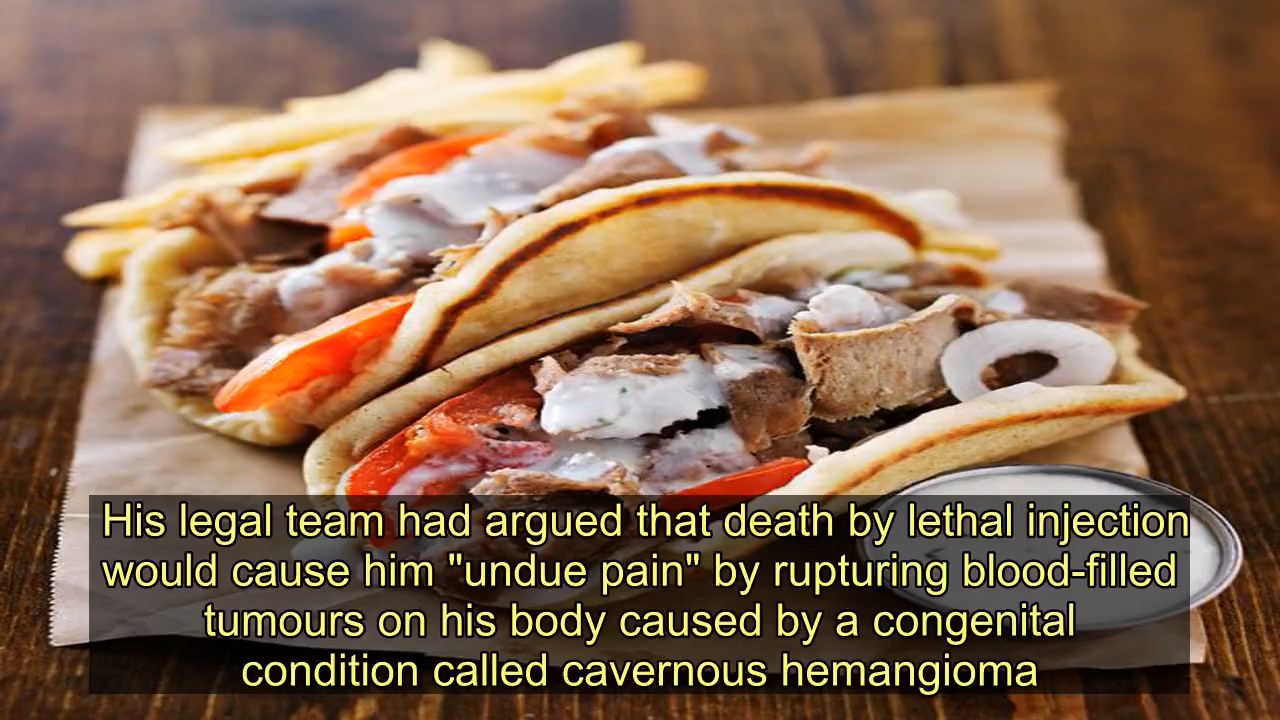 His legal team had argued that death by lethal injection
would cause him "undue pain" by rupturing blood-filled
tumours on his body caused by a congenital
condition called cavernous hemangioma